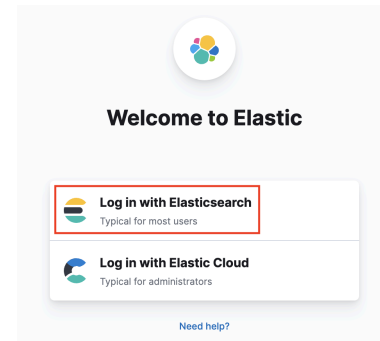 Welcome to Elastic
Log in with Elasticsearch
Typical for most users
Log in with Elastic Cloud
Typical for administrators
Need help?